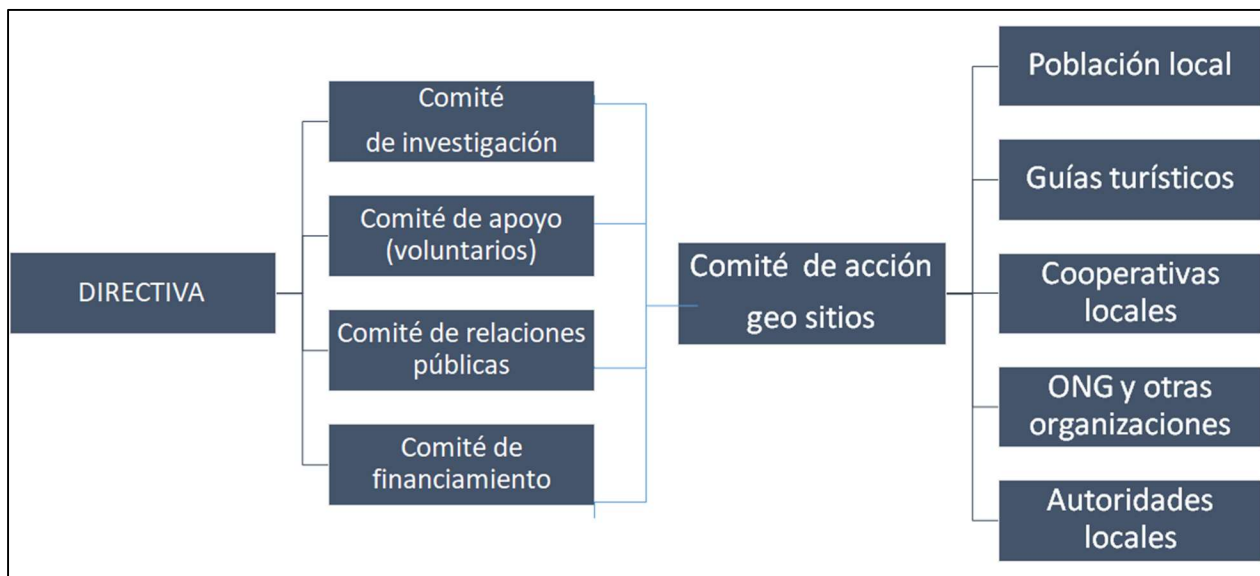 DIRECTIVA
Comité
de investigación
Comité de apoyo
(voluntarios)
Comité de relaciones
públicas
Comité de
financiamiento
Comité de acción
geo sitios
Población local
Guías turísticos
Cooperativas
locales
ONG y otras
organizaciones
Autoridades
locales